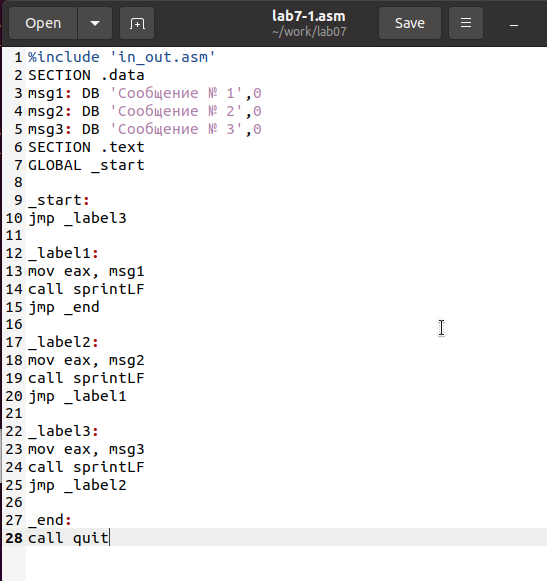 Open
lab7-1.asm
~/work/lab07
Save
1 %include 'in_out.asm'
2 SECTION .data
3 msg1: DB 'Сообщение № 1',0
4 msg2: DB 'Сообщение № 2',0
5 msg3: DB 'Сообщение № 3',0
6 SECTION .text
7 GLOBAL _start
8
9 _start:
10 jmp _label3
11
12 _label1:
13 mov eax, msg1
14 call sprintLF
15 jmp _end
16
17 _label2:
18 mov eax, msg2
19 call sprintLF
20 jmp _label1
21
22 _label3:
23 mov eax, msg3
24 call sprintLF
25 jmp _label2
26
27 _end:
28 call quit